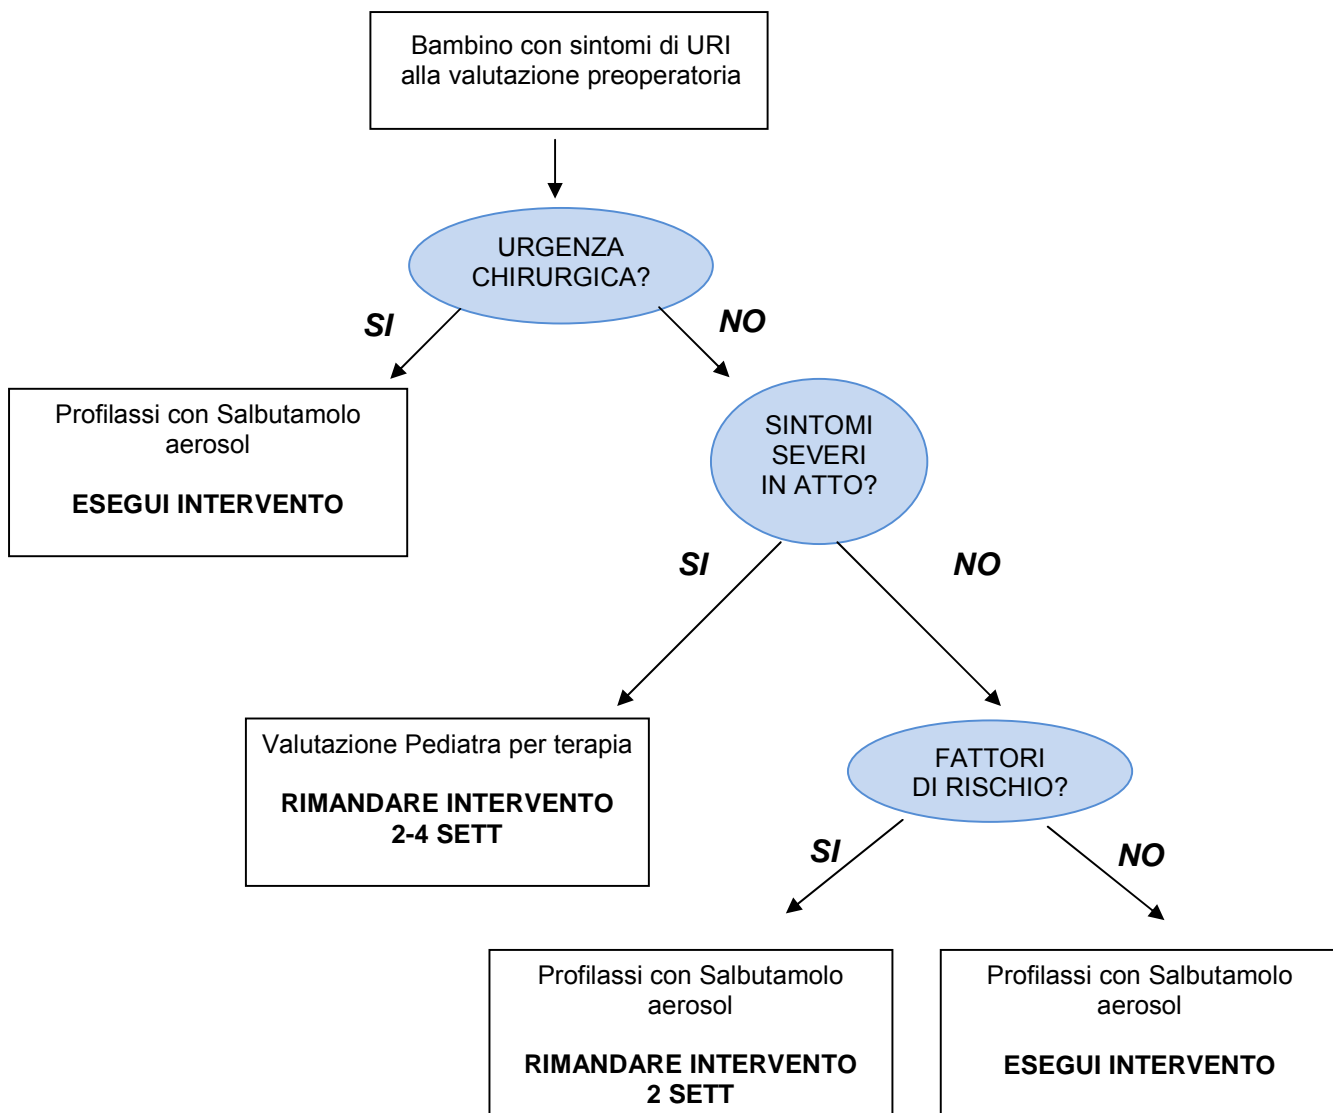 Bambino con sintomi di URI
alla valutazione preoperatoria
URGENZA
CHIRURGICA?
SI
NO
Profilassi con Salbutamolo
aerosol
ESEGUI INTERVENTO
SINTOMI
SEVERI
IN ATTO?
SI
NO
Valutazione Pediatra per terapia
RIMANDARE INTERVENTO
2-4 SETT
FATTORI
DI RISCHIO?
SI
NO
Profilassi con Salbutamolo
aerosol
RIMANDARE INTERVENTO
2 SETT
Profilassi con Salbutamolo
aerosol
ESEGUI INTERVENTO